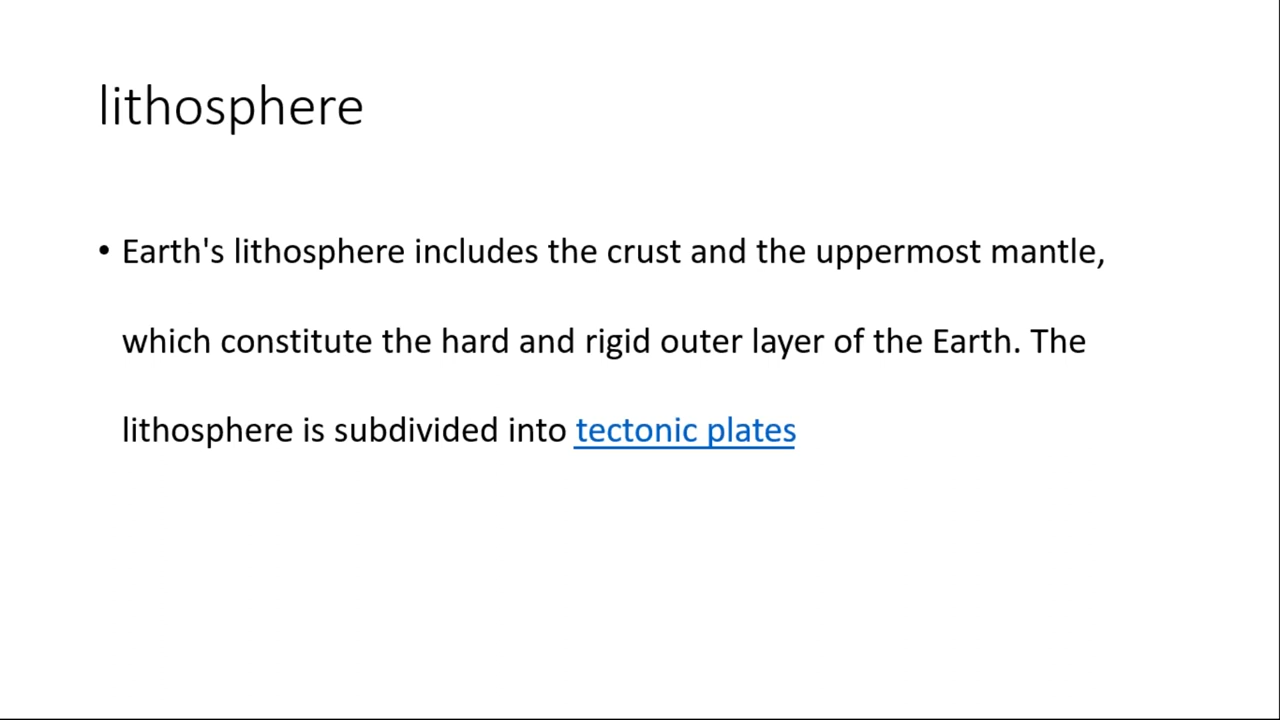 lithosphere
• Earth's lithosphere includes the crust and the uppermost mantle,
which constitute the hard and rigid outer layer of the Earth. The
lithosphere is subdivided into tectonic plates